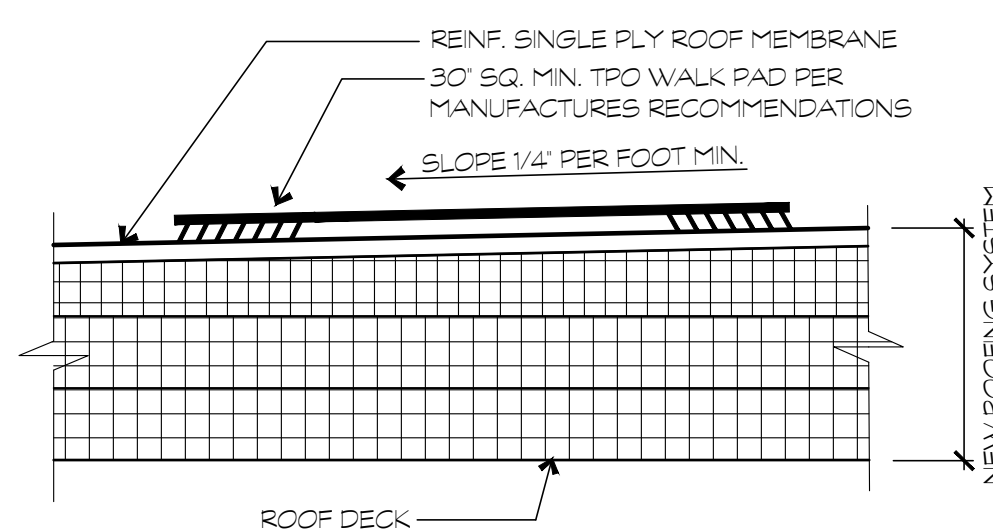 REINF. SINGLE PLY ROOF MEMBRANE
30" SQ. MIN. TPO WALK PAD PER
MANUFACTURES RECOMMENDATIONS
SLOPE 1/4" PER FOOT MIN.
NEW ROOFING SYSTEM
ROOF DECK